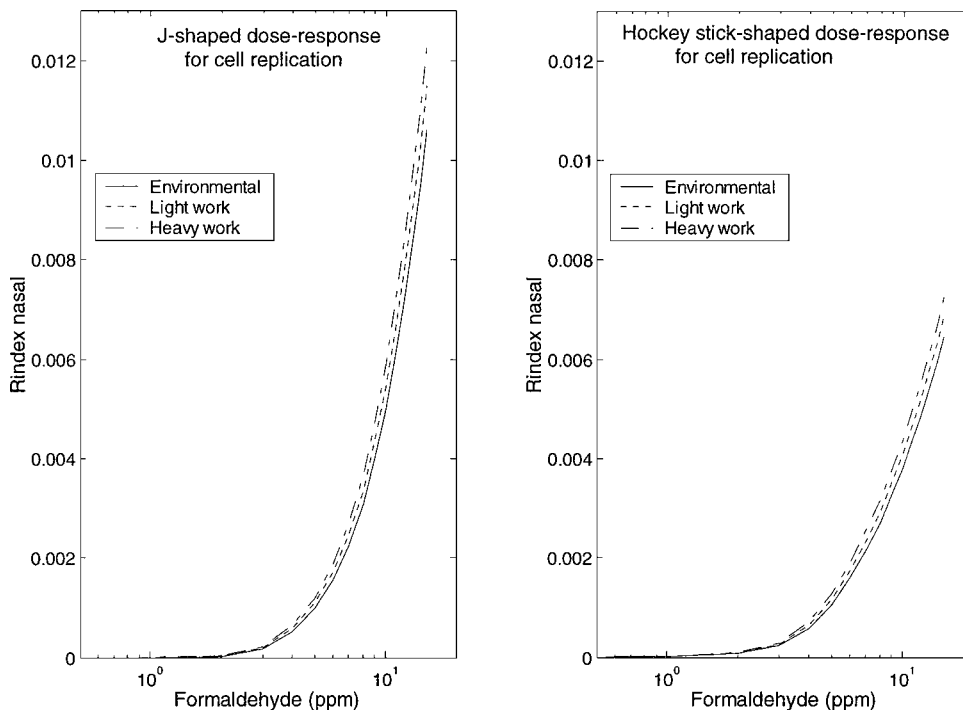 J-shaped dose-response
for cell replication
0.012
0.01
0.008
0.006
0.004
0.002
0
Rindex nasal
Environmental
Light work
Heavy work
10⁰
10¹
Formaldehyde (ppm)
Hockey stick-shaped dose-response
for cell replication
0.012
0.01
0.008
0.006
0.004
0.002
0
Rindex nasal
Environmental
Light work
Heavy work
10⁰
10¹
Formaldehyde (ppm)